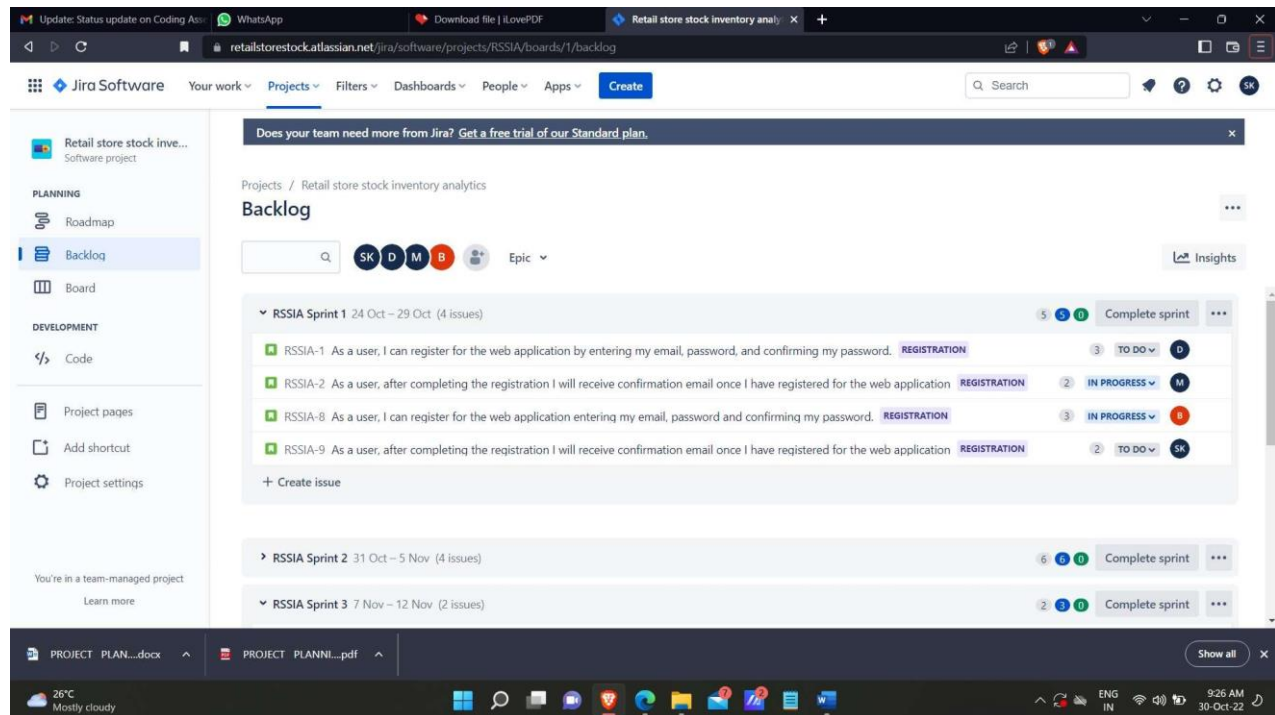 Update: Status update on Coding Ass
WhatsApp
Download file | iLovePDF
Retail store stock inventory analy
retailstorestock.atlassian.net/jira/software/projects/RSSIA/boards/1/backlog
Jira Software Your work Projects Filters Dashboards People Apps Create Search SK
Does your team need more from Jira? Get a free trial of our Standard plan.
Retail store stock inve...
Software project
PLANNING
Roadmap
Backlog
Board
DEVELOPMENT
Code
Project pages
Add shortcut
Project settings
You're in a team-managed project
Learn more
Projects / Retail store stock inventory analytics
Backlog
SK D M B Epic Insights
RSSIA Sprint 1 24 Oct – 29 Oct (4 issues) 5 5 0 Complete sprint
RSSIA-1 As a user, I can register for the web application by entering my email, password, and confirming my password. REGISTRATION 3 TO DO D
RSSIA-2 As a user, after completing the registration I will receive confirmation email once I have registered for the web application REGISTRATION 2 IN PROGRESS M
RSSIA-8 As a user, I can register for the web application entering my email, password and confirming my password. REGISTRATION 3 IN PROGRESS B
RSSIA-9 As a user, after completing the registration I will receive confirmation email once I have registered for the web application REGISTRATION 2 TO DO SK
+ Create issue
RSSIA Sprint 2 31 Oct – 5 Nov (4 issues) 6 6 0 Complete sprint
RSSIA Sprint 3 7 Nov – 12 Nov (2 issues) 2 3 0 Complete sprint
PROJECT PLAN....docx
PROJECT PLANNI....pdf
Show all
26°C
Mostly cloudy
7
2
ENG
IN
9:26 AM
30-Oct-22